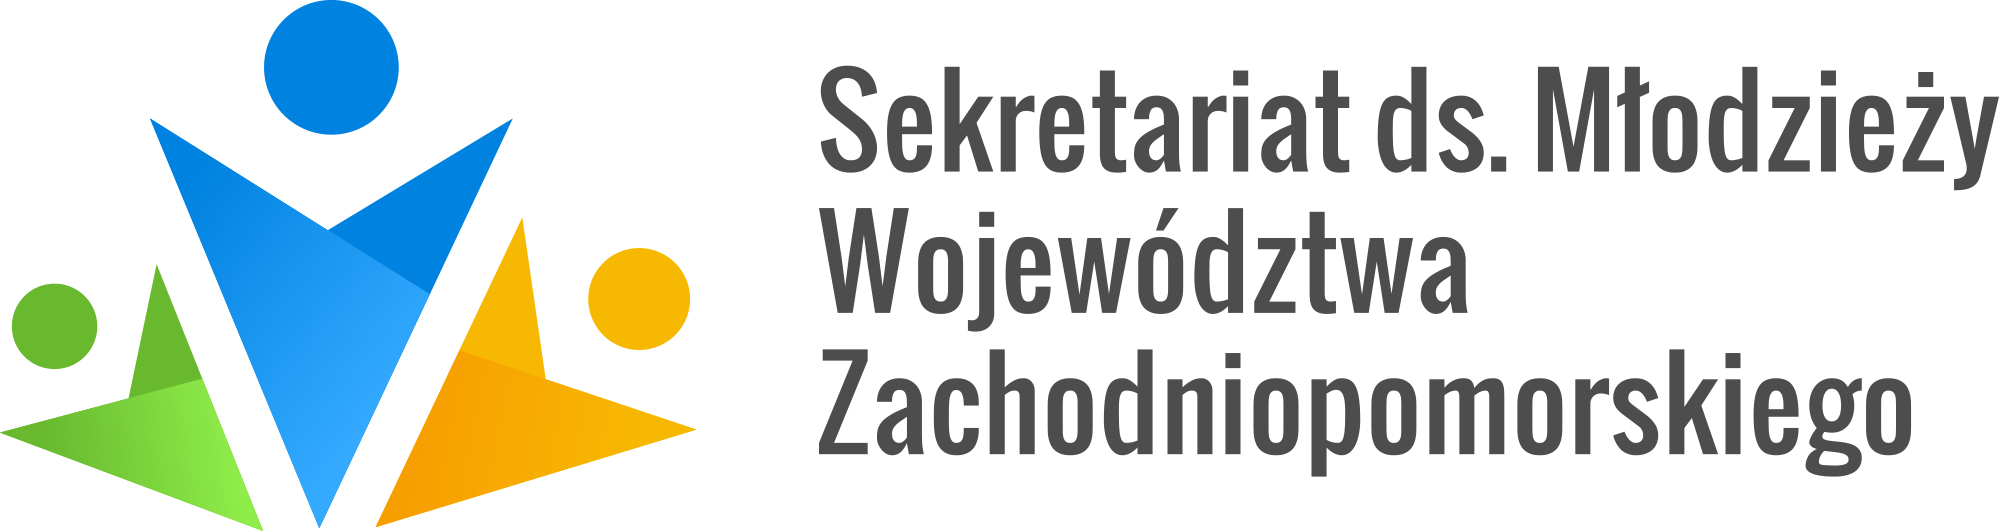 Sekretariat ds. Młodzieży
Województwa
Zachodniopomorskiego